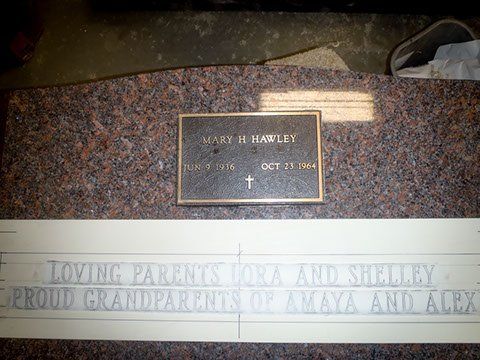 MARY H HAWLEY
JUN 9 1936 OCT 23 1964
LOVING PARENTS LORA AND SHELLEY
PROUD GRANDPARENTS OF AMAYA AND ALEX